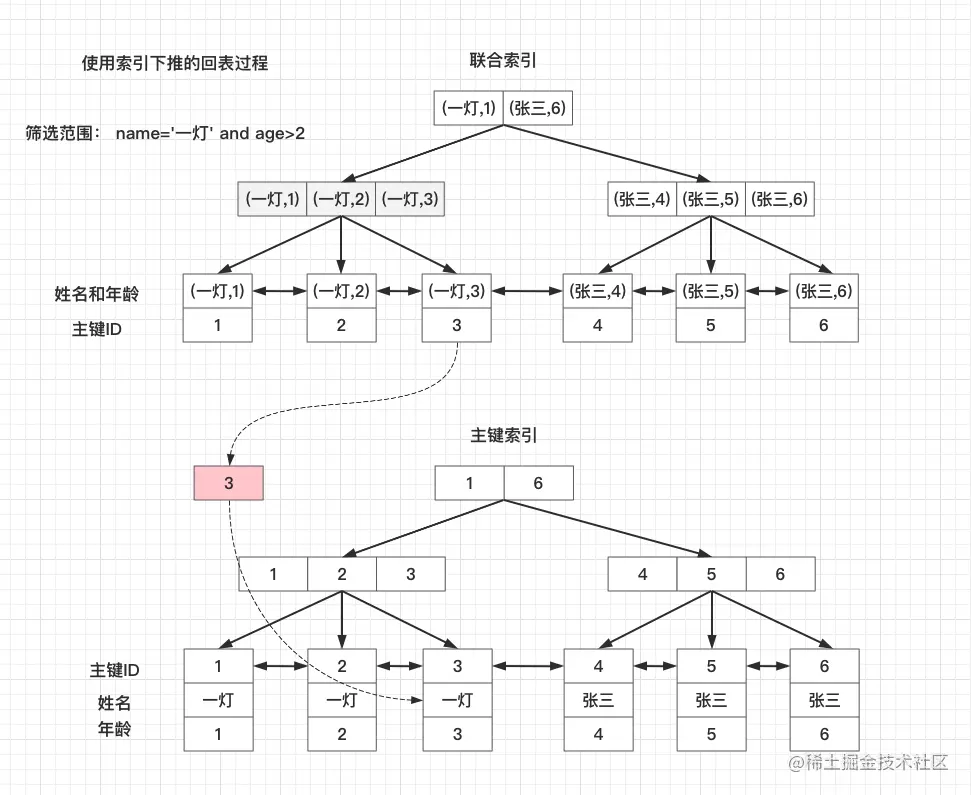 使用索引下推的回表过程
联合索引
(一灯,1) (张三,6)
筛选范围： name='一灯' and age>2
(一灯,1) (一灯,2) (一灯,3) (张三,4) (张三,5) (张三,6)
姓名和年龄 (一灯,1) (一灯,2) (一灯,3) (张三,4) (张三,5) (张三,6)
主键ID 1 2 3 4 5 6
主键索引
3 1 6
1 2 3 4 5 6
主键ID 1 2 3 4 5 6
姓名 一灯 一灯 一灯 张三 张三 张三
年龄 1 2 3 4 5 6
@稀土掘金技术社区